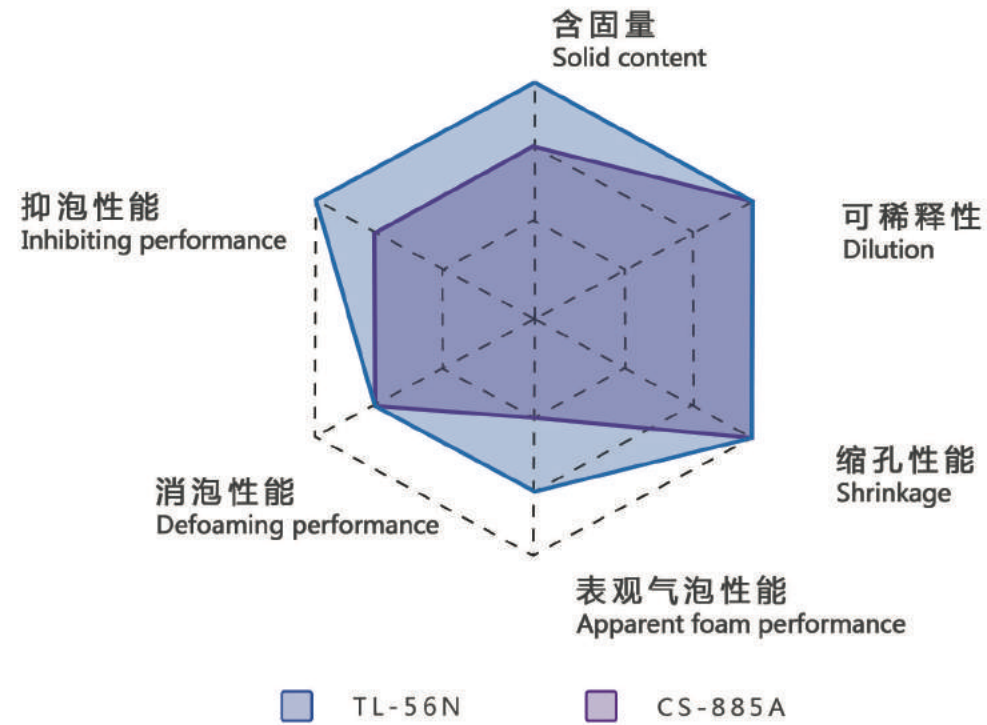 含固量
Solid content
抑泡性能
Inhibiting performance
可稀释性
Dilution
缩孔性能
Shrinkage
消泡性能
Defoaming performance
表观气泡性能
Apparent foam performance
TL-56N
CS-885A